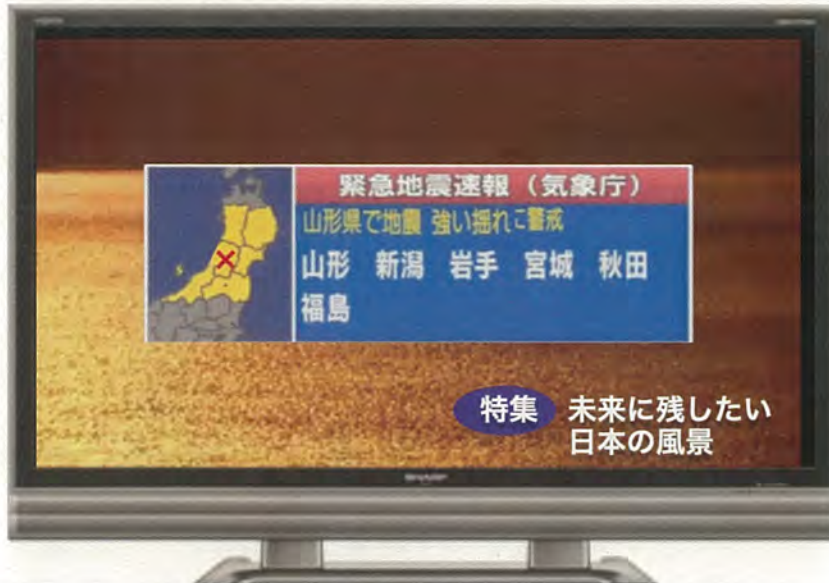 緊急地震速報（気象庁）
山形県で地震 強い揺れに警戒
山形 新潟 岩手 宮城 秋田
福島
特集 未来に残したい
日本の風景
SHARP